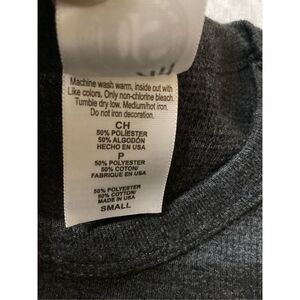 Machine wash warm, inside out with
Like colors. Only non-chlorine bleach.
Tumble dry low. Medium/hot iron.
Do not iron decoration.
CH
50% POLIESTER
50% ALGODÓN
HECHO EN USA
P
50% POLYESTER
50% COTON/
FABRIQUE EN USA
50% POLYESTER
50% COTTON/
MADE IN USA
SMALL